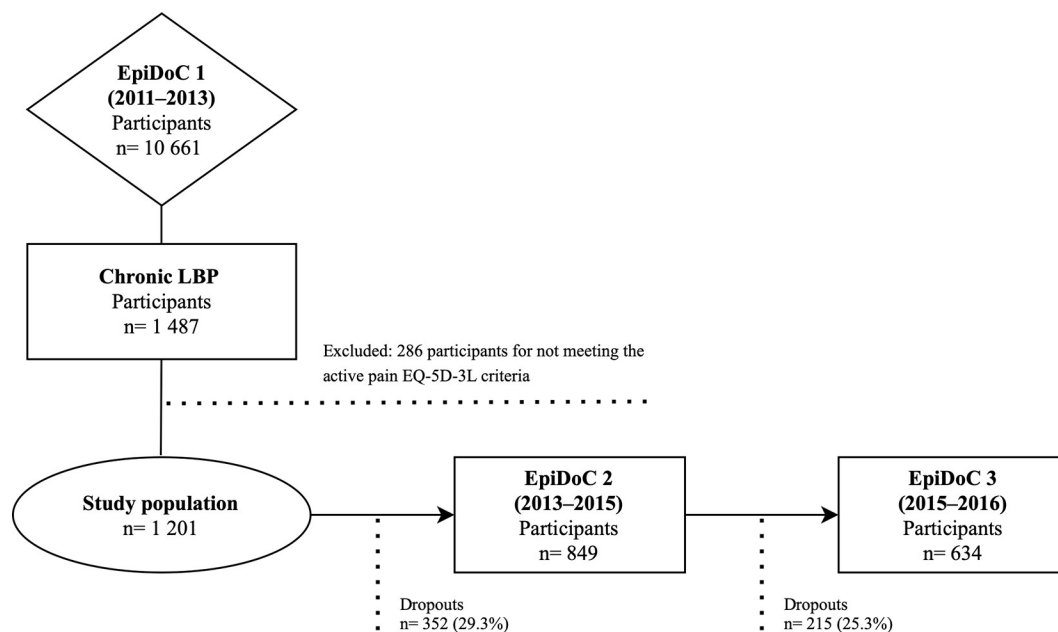 EpiDoC 1
(2011–2013)
Participants
n= 10 661
Chronic LBP
Participants
n= 1 487
Excluded: 286 participants for not meeting the
active pain EQ-5D-3L criteria
Study population
n= 1 201
EpiDoC 2
(2013–2015)
Participants
n= 849
EpiDoC 3
(2015–2016)
Participants
n= 634
Dropouts
n= 352 (29.3%)
Dropouts
n= 215 (25.3%)